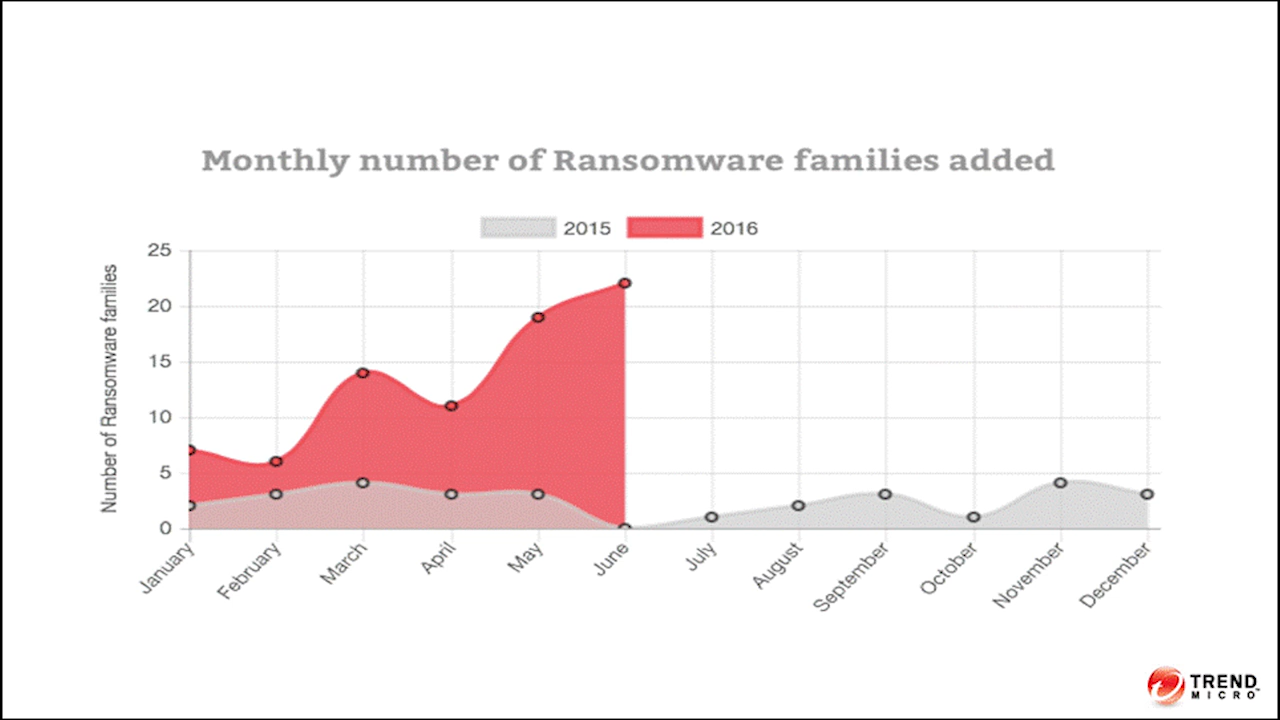 Monthly number of Ransomware families added
2015 2016
Number of Ransomware families
25
20
15
10
5
0
January February March April May June July August September October November December
TREND
MICRO™